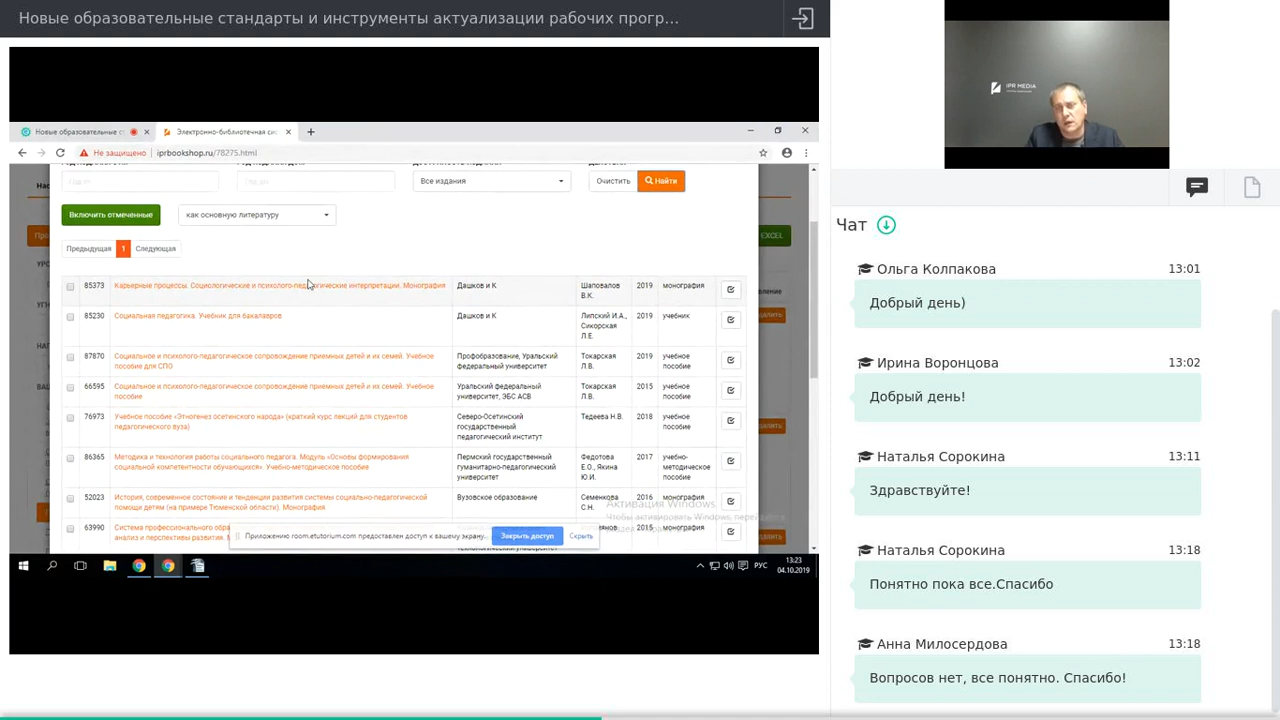 Новые образовательные стандарты и инструменты актуализации рабочих прогр...
IPR MEDIA
Новые образовательные с
Электронно-библиотечная сис
Не защищено
iprbookshop.ru/78275.html
Все издания
Очистить
Найти
Включить отмеченные
как основную литературу
EXCEL
Предыдущая 1 Следующая
85373 Карьерные процессы. Социологические и психолого-педагогические интерпретации. Монография Дашков и К Шаповалов 2019 монография
В.К.
85230 Социальная педагогика. Учебник для бакалавров Дашков и К Липский И.А., 2019 учебник
Сикорская
Л.Е.
87870 Социальное и психолого-педагогическое сопровождение приемных детей и их семей. Учебное Профобразование, Уральский Токарская 2019 учебное
пособие для СПО федеральный университет Л.В. пособие
66595 Социальное и психолого-педагогическое сопровождение приемных детей и их семей. Учебное Уральский федеральный Токарская 2015 учебное
пособие университет, ЭБС АСВ Л.В. пособие
76973 Учебное пособие «Этногенез осетинского народа» (краткий курс лекций для студентов Северо-Осетинский Тедеева Н.В. 2018 учебное
педагогического вуза) государственный пособие
педагогический институт
86365 Методика и технология работы социального педагога. Модуль «Основы формирования Пермский государственный Федотова 2017 учебно-
социальной компетентности обучающихся». Учебно-методическое пособие гуманитарно-педагогический Е.О., Якина методическое
университет Ю.И. пособие
52023 История, современное состояние и тенденции развития системы социально-педагогической Вузовское образование Семенкова 2016 монография
помощи детям (на примере Тюменской области). Монография С.Н.
63990 Система профессионального 2015 монография
анализ и перспективы развития.
Активация Windows
Чтобы активировать Windows,
Приложению room.etutorium.com предоставлен доступ к вашему экрану.
Закрыть доступ
Скрыть
РУС
13:23
04.10.2019
Чат
Ольга Колпакова 13:01
Добрый день)
Ирина Воронцова 13:02
Добрый день!
Наталья Сорокина 13:11
Здравствуйте!
Наталья Сорокина 13:18
Понятно пока все.Спасибо
Анна Милосердова 13:18
Вопросов нет, все понятно. Спасибо!